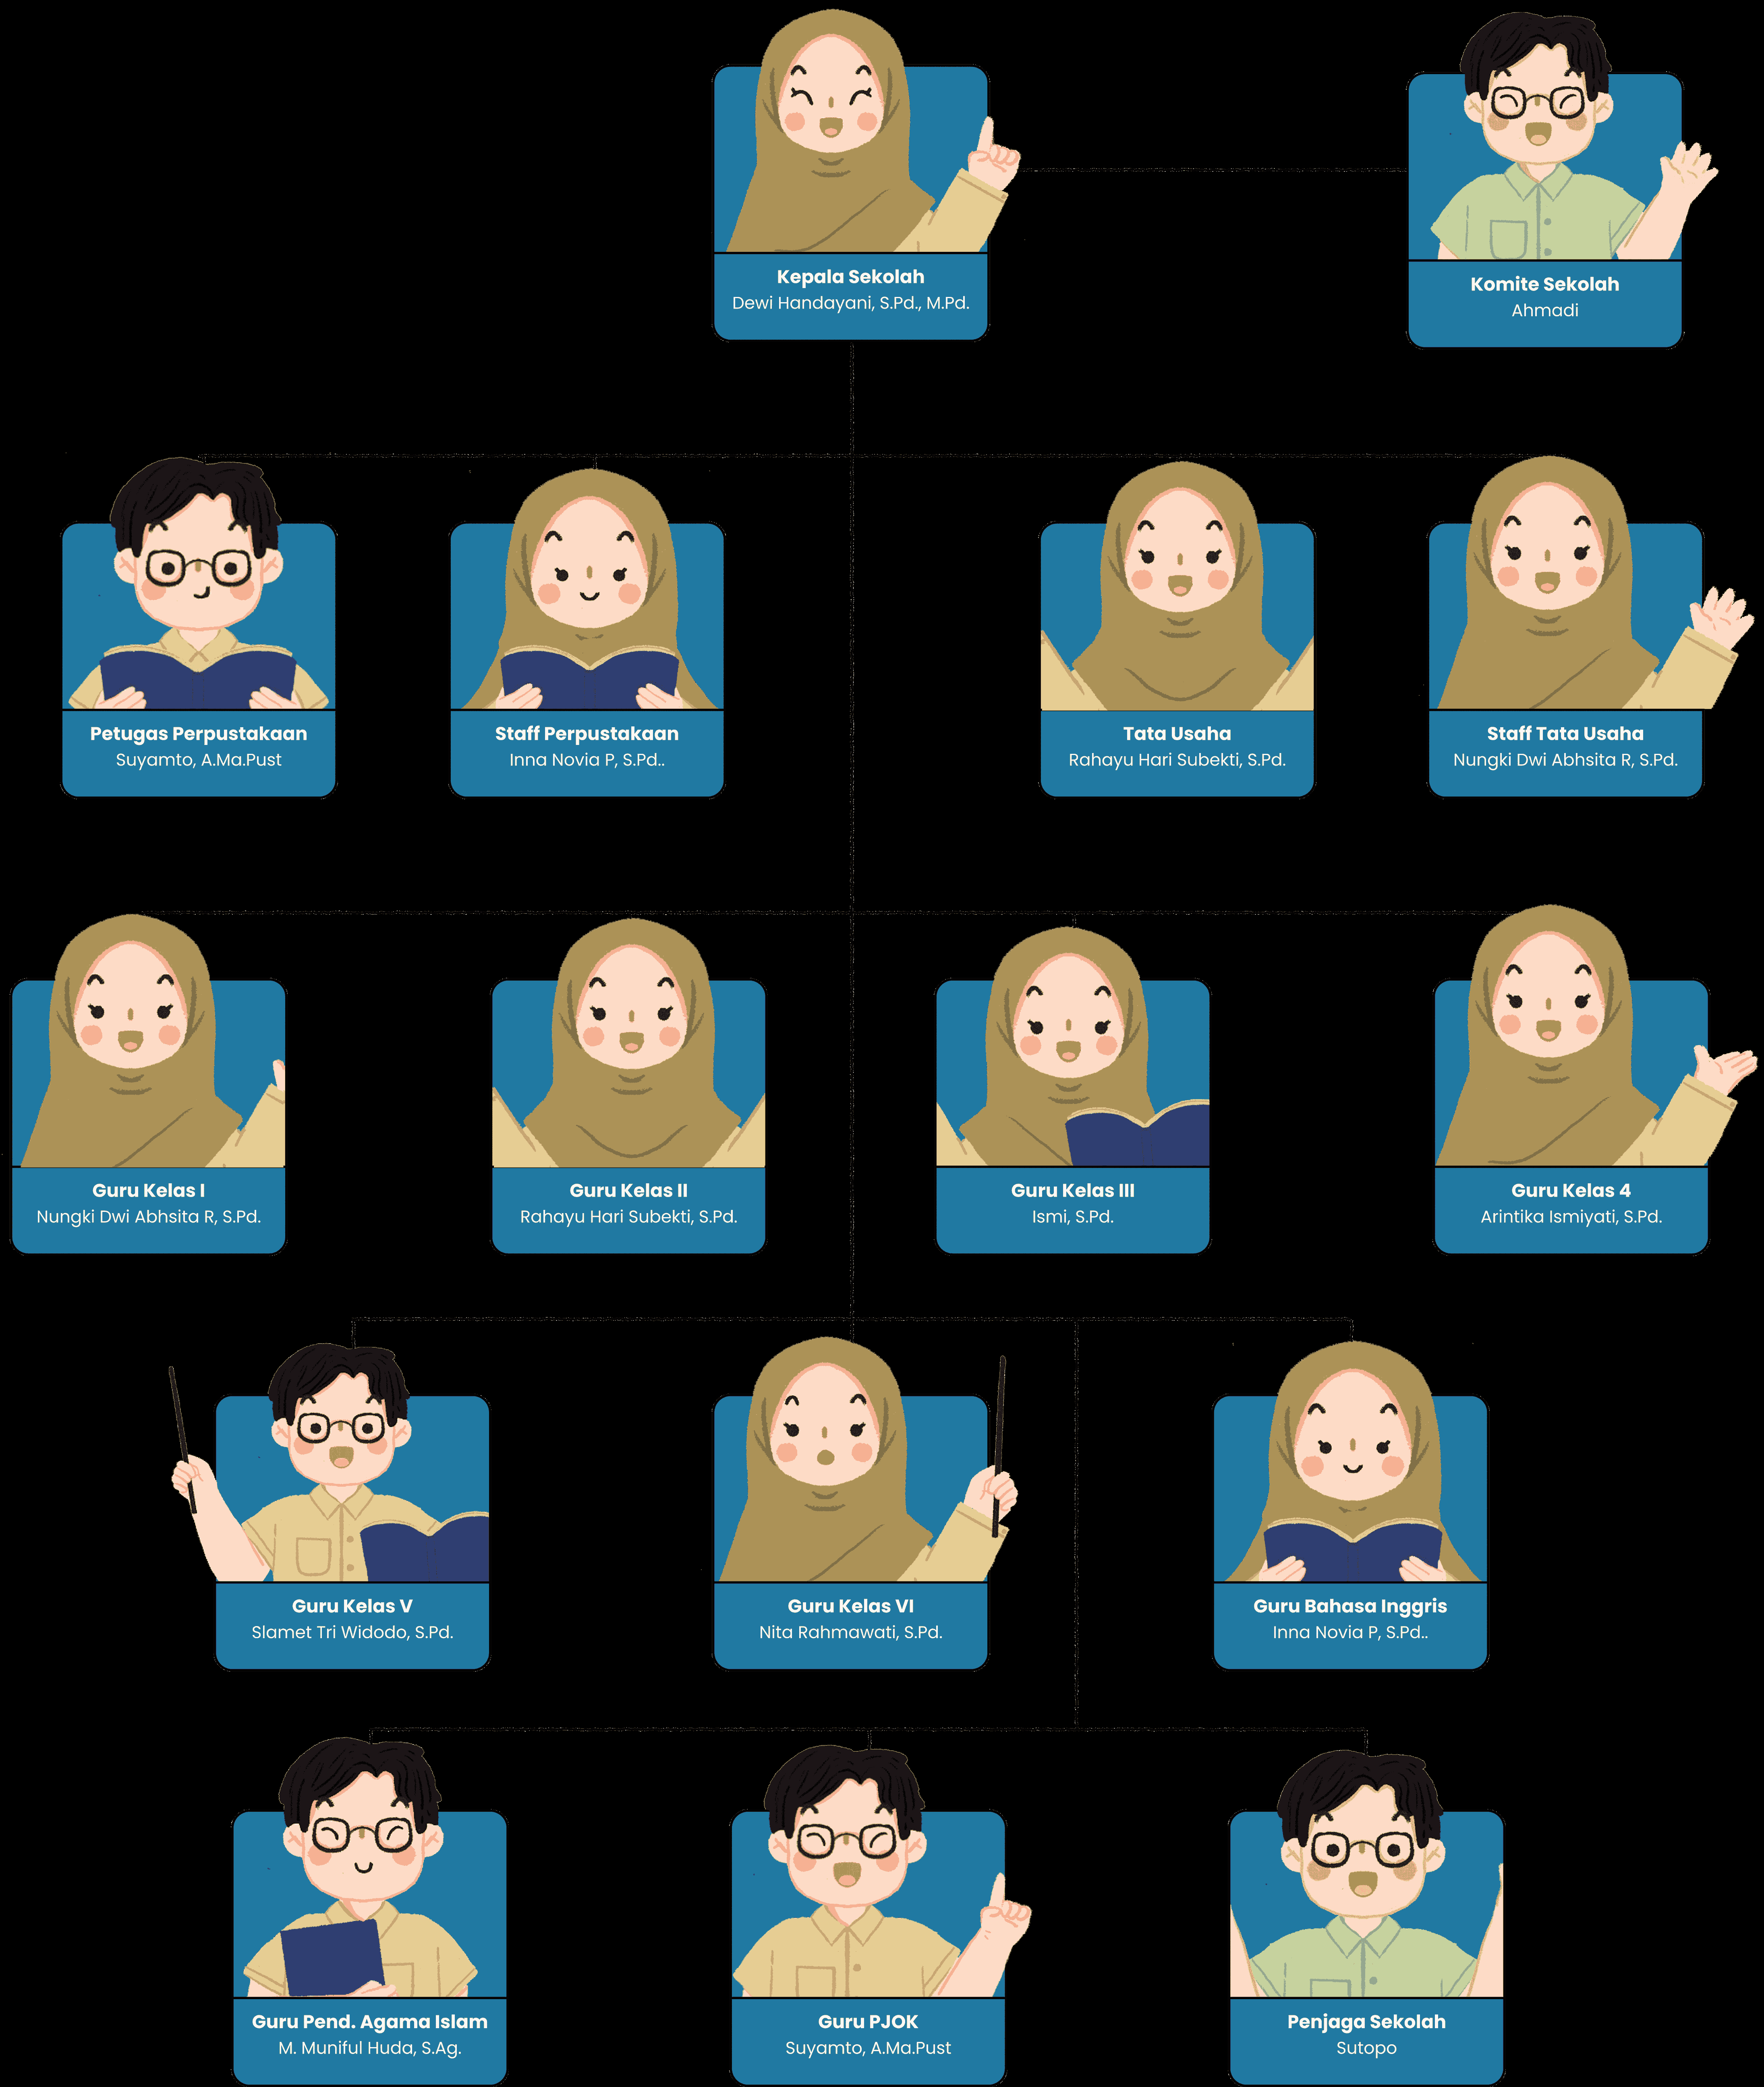 Kepala Sekolah
Dewi Handayani, S.Pd., M.Pd.
Komite Sekolah
Ahmadi
Petugas Perpustakaan
Suyamto, A.Ma.Pust
Staff Perpustakaan
Inna Novia P, S.Pd..
Tata Usaha
Rahayu Hari Subekti, S.Pd.
Staff Tata Usaha
Nungki Dwi Abhsita R, S.Pd.
Guru Kelas I
Nungki Dwi Abhsita R, S.Pd.
Guru Kelas II
Rahayu Hari Subekti, S.Pd.
Guru Kelas III
Ismi, S.Pd.
Guru Kelas 4
Arintika Ismiyati, S.Pd.
Guru Kelas V
Slamet Tri Widodo, S.Pd.
Guru Kelas VI
Nita Rahmawati, S.Pd.
Guru Bahasa Inggris
Inna Novia P, S.Pd..
Guru Pend. Agama Islam
M. Muniful Huda, S.Ag.
Guru PJOK
Suyamto, A.Ma.Pust
Penjaga Sekolah
Sutopo